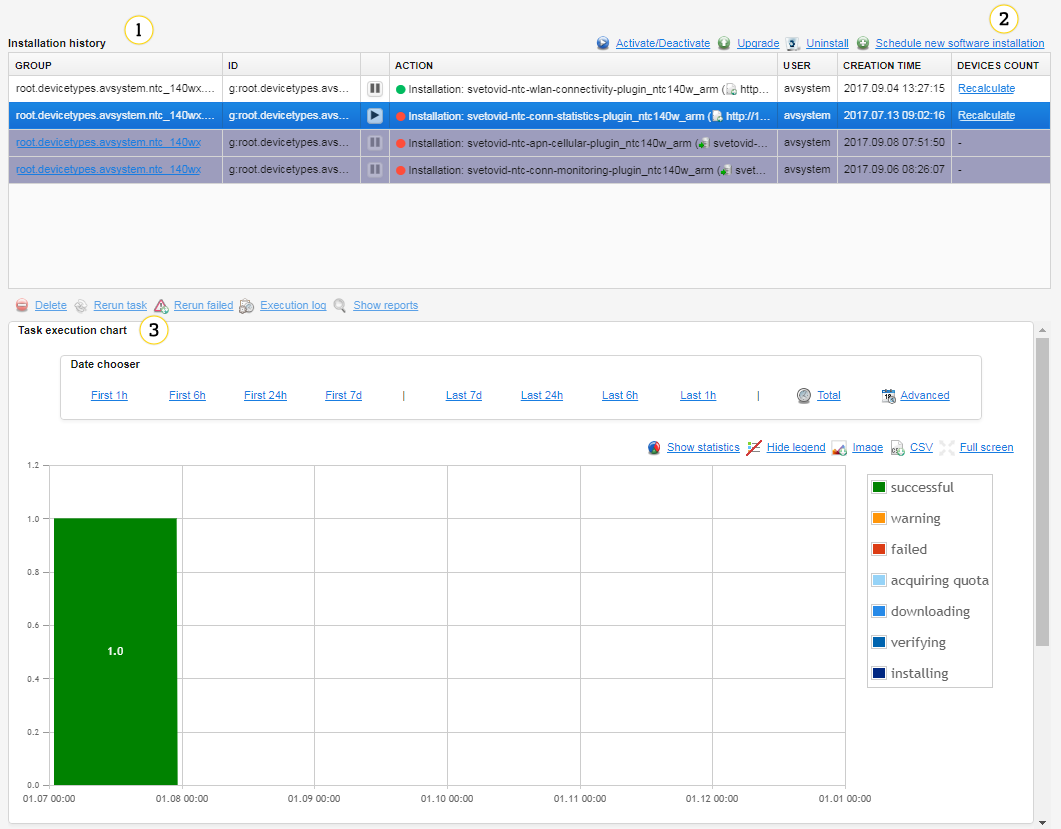 1
2
Installation history
Activate/Deactivate Upgrade Uninstall Schedule new software installation
GROUP ID ACTION USER CREATION TIME DEVICES COUNT
root.devicetypes.avsystem.ntc_140wx.... g:root.devicetypes.avs... Installation: svetovid-ntc-wlan-connectivity-plugin_ntc140w_arm ( http... avsystem 2017.09.04 13:27:15 Recalculate
root.devicetypes.avsystem.ntc_140wx.... g:root.devicetypes.avs... Installation: svetovid-ntc-conn-statistics-plugin_ntc140w_arm ( http://1... avsystem 2017.07.13 09:02:16 Recalculate
root.devicetypes.avsystem.ntc_140wx g:root.devicetypes.avs... Installation: svetovid-ntc-apn-cellular-plugin_ntc140w_arm ( svetovid-... avsystem 2017.09.08 07:51:50 -
root.devicetypes.avsystem.ntc_140wx g:root.devicetypes.avs... Installation: svetovid-ntc-conn-monitoring-plugin_ntc140w_arm ( svet... avsystem 2017.09.06 08:26:07 -
Delete Rerun task Rerun failed Execution log Show reports
Task execution chart 3
Date chooser
First 1h First 6h First 24h First 7d | Last 7d Last 24h Last 6h Last 1h | Total Advanced
Show statistics Hide legend Image CSV Full screen
1.2
1.0
0.8
0.6
0.4
0.2
0.0
1.0
01.07 00:00 01.08 00:00 01.09 00:00 01.10 00:00 01.11 00:00 01.12 00:00 01.01 00:00
successful
warning
failed
acquiring quota
downloading
verifying
installing